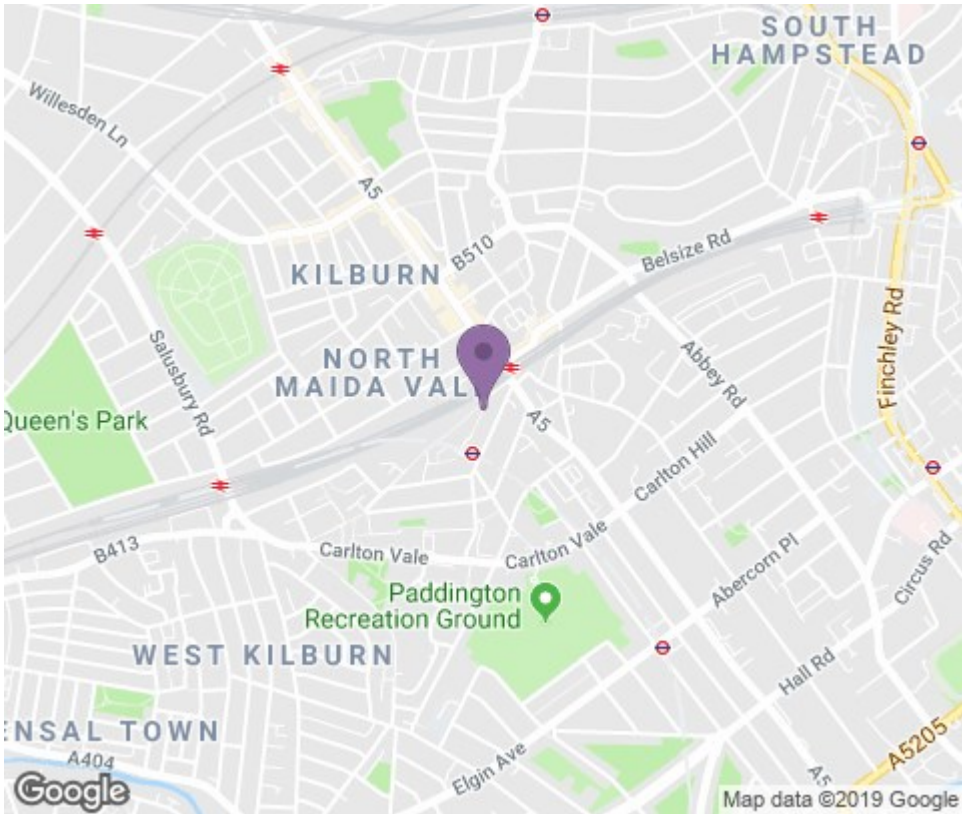 SOUTH
HAMPSTEAD
Willesden Ln
A5
B510
Belsize Rd
KILBURN
Finchley Rd
Salusbury Rd
NORTH
MAIDA VAL
Abbey Rd
Queen's Park
A5
Carlton Hill
B413
Carlton Vale
Carlton Vale
Abercorn Pl
Circus Rd
Paddington
Recreation Ground
WEST KILBURN
Hall Rd
ENSAL TOWN
A404
Elgin Ave
A5
A5205
Google
Map data ©2019 Google